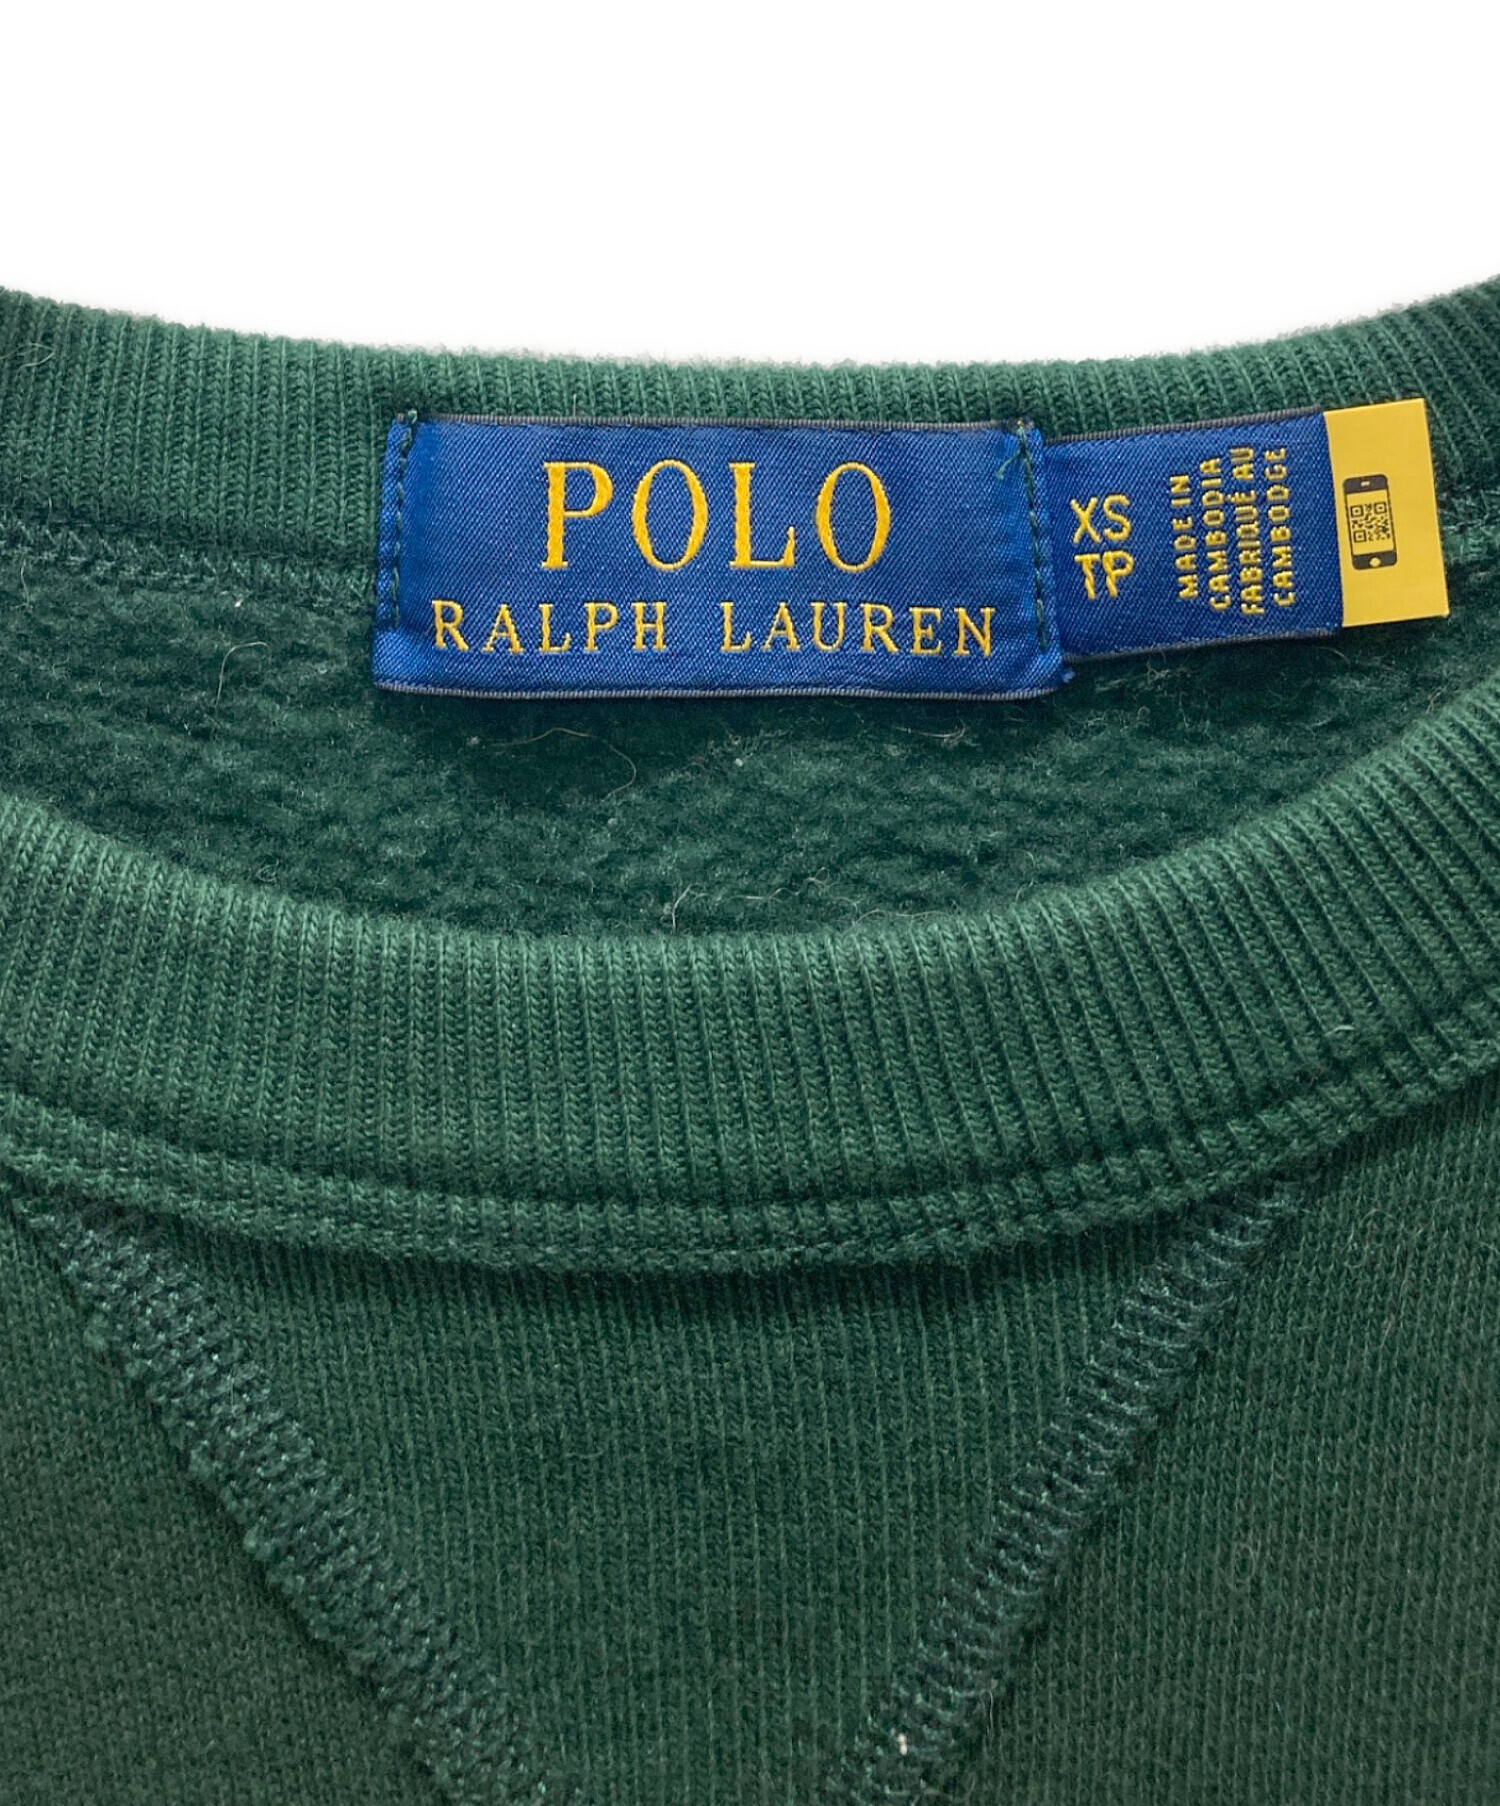 POLO
RALPH LAUREN
XS
TP
MADE IN
CAMBODIA
FABRIQUÉ AU
CAMBODGE